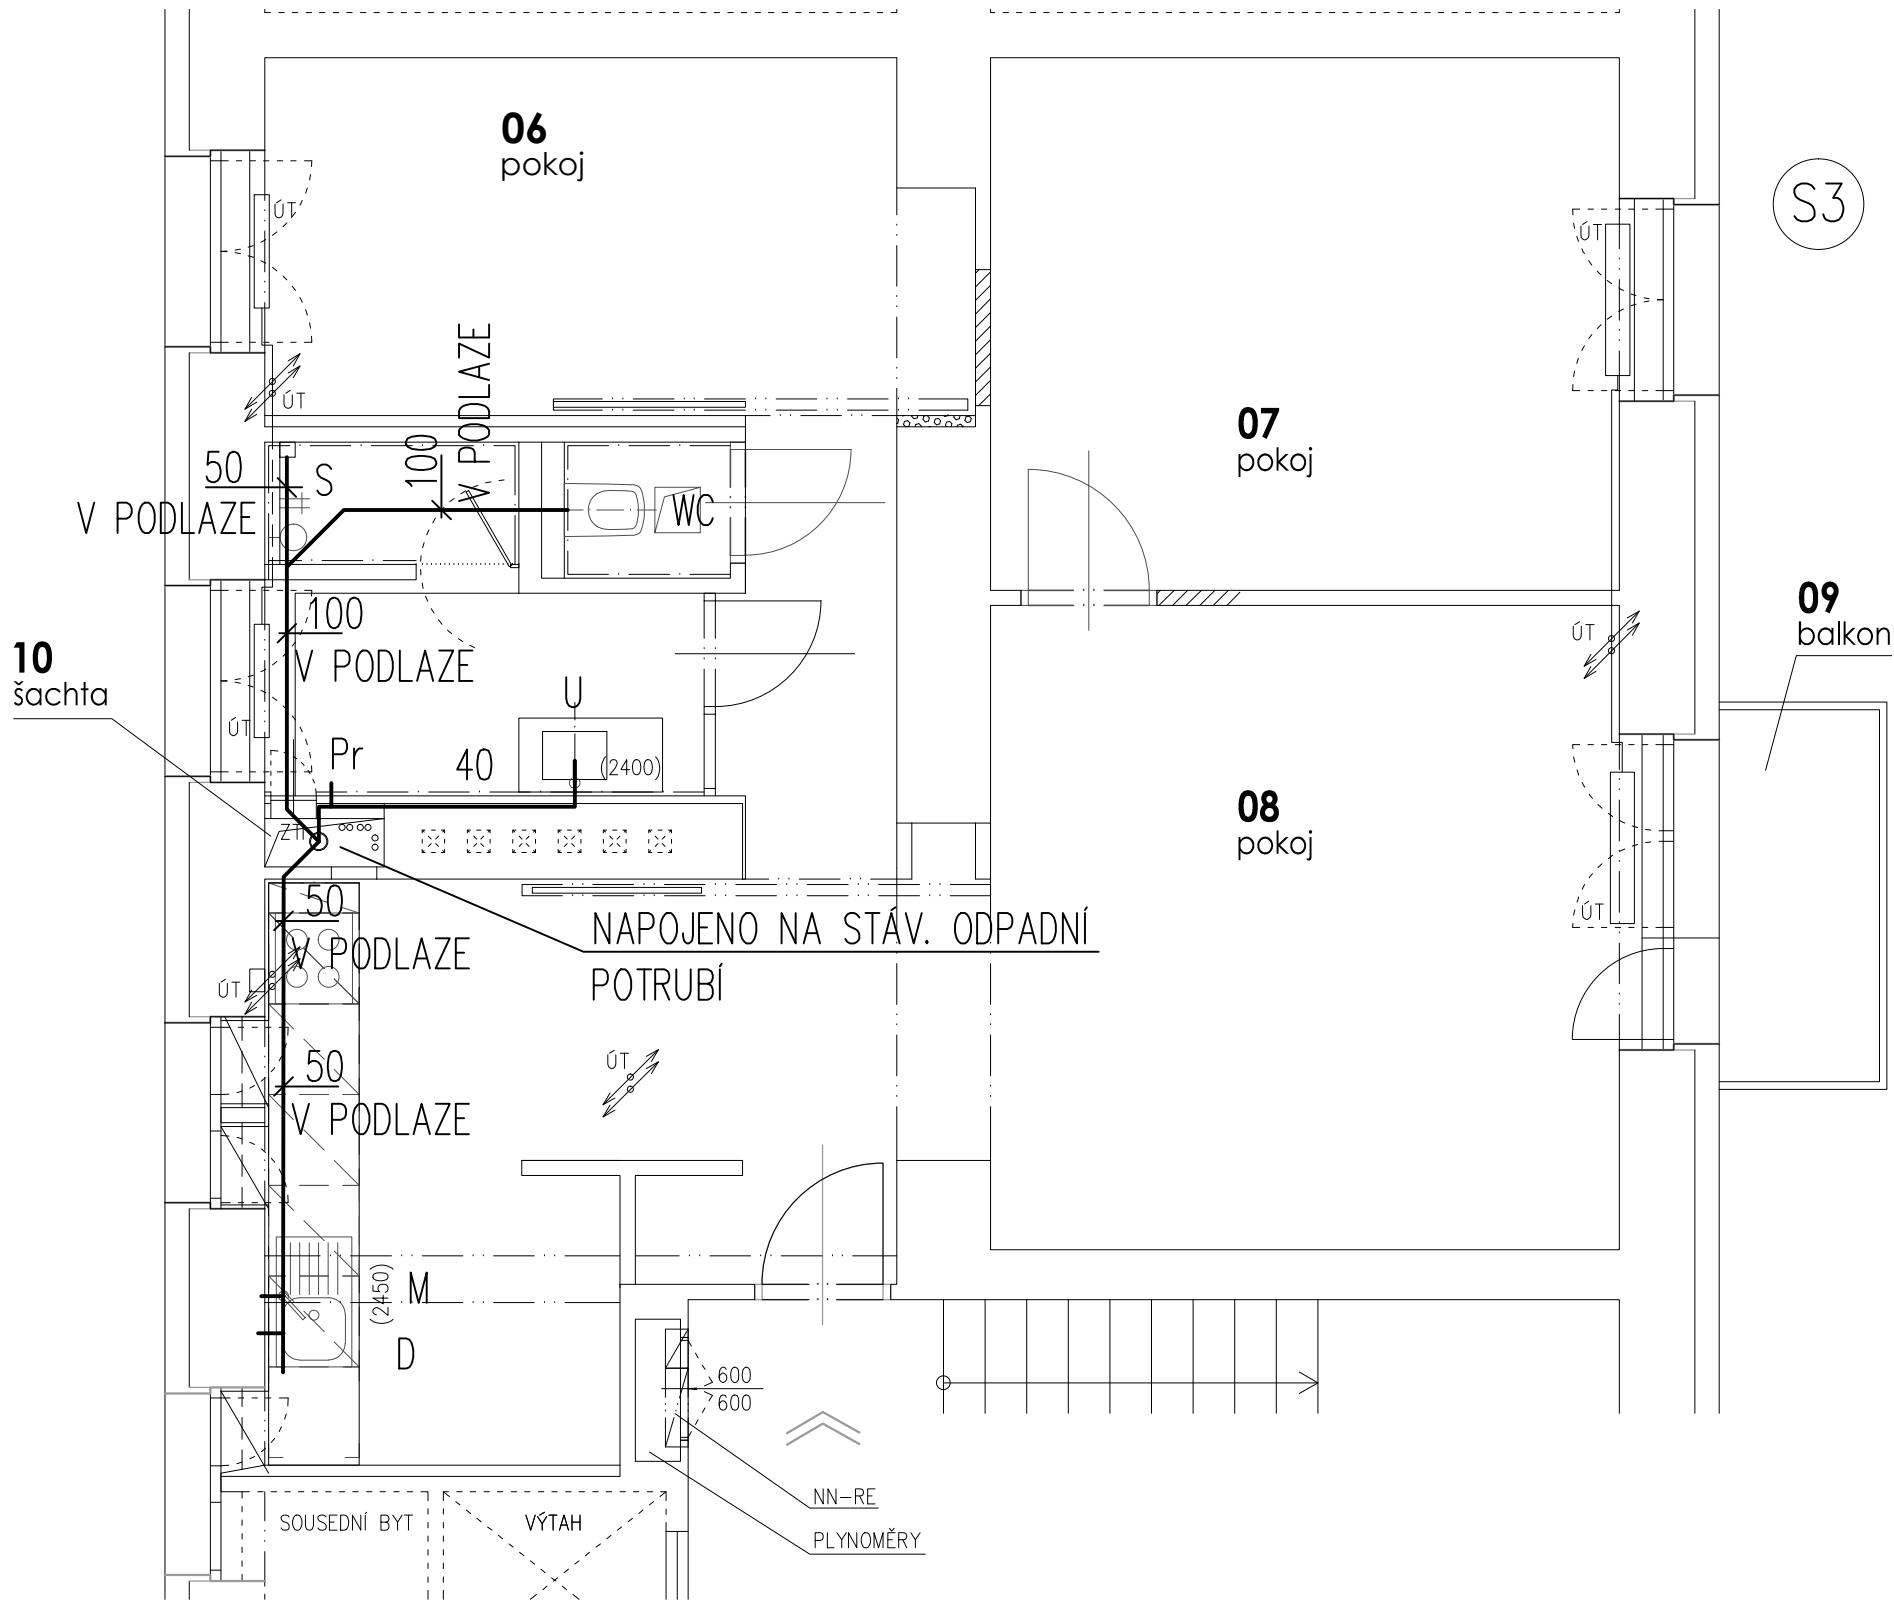 06
pokoj
S3
ÚT
ÚT
ÚT
V PODLAZE
100
07
pokoj
50
S
V PODLAZE
WC
09
balkon
100
V PODLAZE
10
šachta
ÚT
ÚT
U
Pr
40
(2400)
08
pokoj
ZTI
50
V PODLAZE
NAPOJENO NA STÁV. ODPADNÍ
POTRUBÍ
ÚT
ÚT
ÚT
50
V PODLAZE
(2450)
M
D
600
600
NN-RE
PLYNOMĚRY
SOUSEDNÍ BYT
VÝTAH